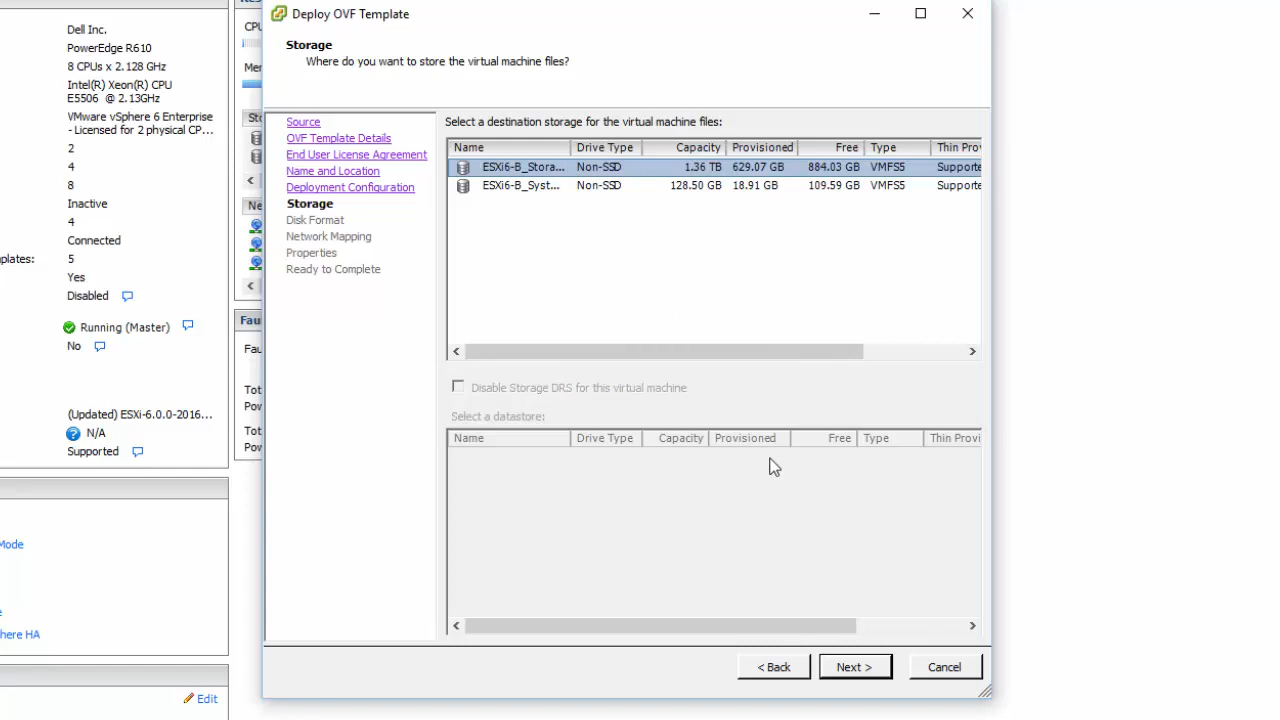 Dell Inc.
PowerEdge R610
8 CPUs x 2.128 GHz
Intel(R) Xeon(R) CPU
E5506 @ 2.13GHz
VMware vSphere 6 Enterprise
- Licensed for 2 physical CP...
2
4
8
Inactive
4
Connected
plates: 5
Yes
Disabled
Running (Master)
No
(Updated) ESXi-6.0.0-2016...
N/A
Supported
Mode
here HA
Edit
CPU
Mer
Sto
Ne
Fau
Fau
Tot
Pow
Tot
Pow
Deploy OVF Template
Storage
Where do you want to store the virtual machine files?
Source
OVF Template Details
End User License Agreement
Name and Location
Deployment Configuration
Storage
Disk Format
Network Mapping
Properties
Ready to Complete
Select a destination storage for the virtual machine files:
Name Drive Type Capacity Provisioned Free Type Thin Pro
ESXi6-B_Stora... Non-SSD 1.36 TB 629.07 GB 884.03 GB VMFS5 Supporte
ESXi6-B_Syst... Non-SSD 128.50 GB 18.91 GB 109.59 GB VMFS5 Supporte
Disable Storage DRS for this virtual machine
Select a datastore:
Name Drive Type Capacity Provisioned Free Type Thin Provi
< Back Next > Cancel